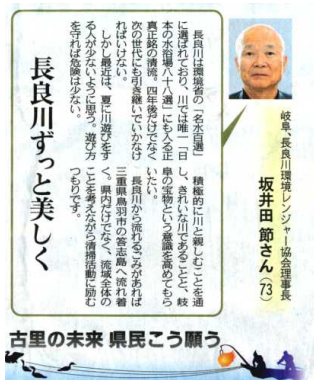 岐阜、長良川環境レンジャー協会理事長
坂井田 節さん(73)
長良川ずっと美しく
長良川は環境省の「名水百選」
に選ばれており、川では唯一「日
本の水浴場八十八選」にも入る正
真正銘の清流。四年後だけでなく
次の世代にも引き継いでいかなけ
ればいけない。
しかし最近は、夏に川遊びをす
る人が少ないように思う。遊び方
を守れば危険は少ない。
積極的に川と親しむことを通
し、きれいな川であることと、岐
阜の宝物という意識を高めてもら
いたい。
長良川から流れるごみがあれば
三重県鳥羽市の答志島へ流れ着
く。県内だけでなく、流域全体の
ことを考えながら清掃活動に励む
つもりです。
古里の未来 県民こう願う